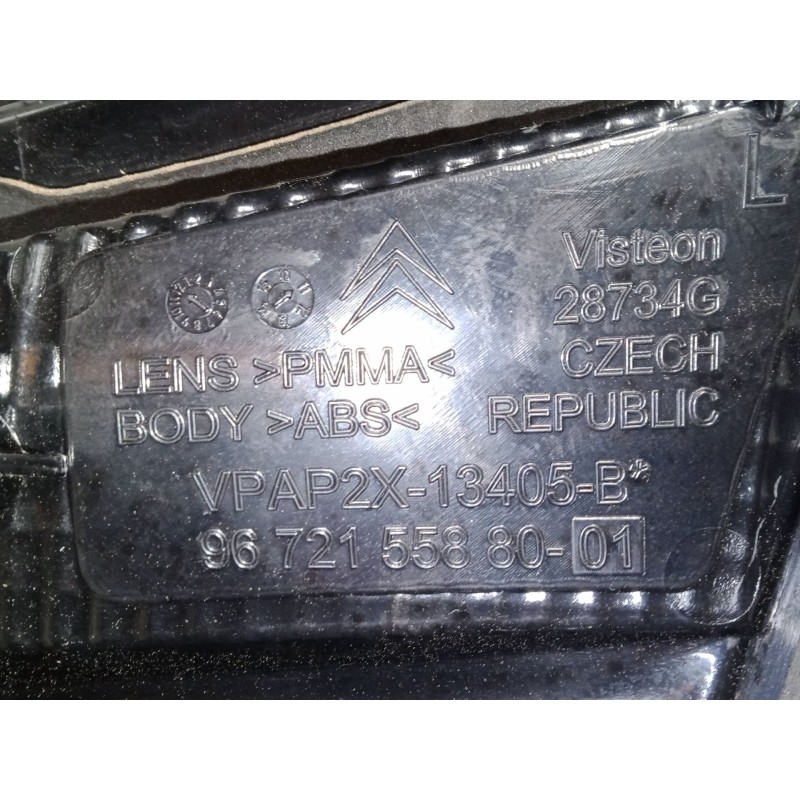 L
Visteon
28734G
LENS >PMMA< CZECH
BODY >ABS< REPUBLIC
VPAP2X-13405-B*
96 721 558 80-01